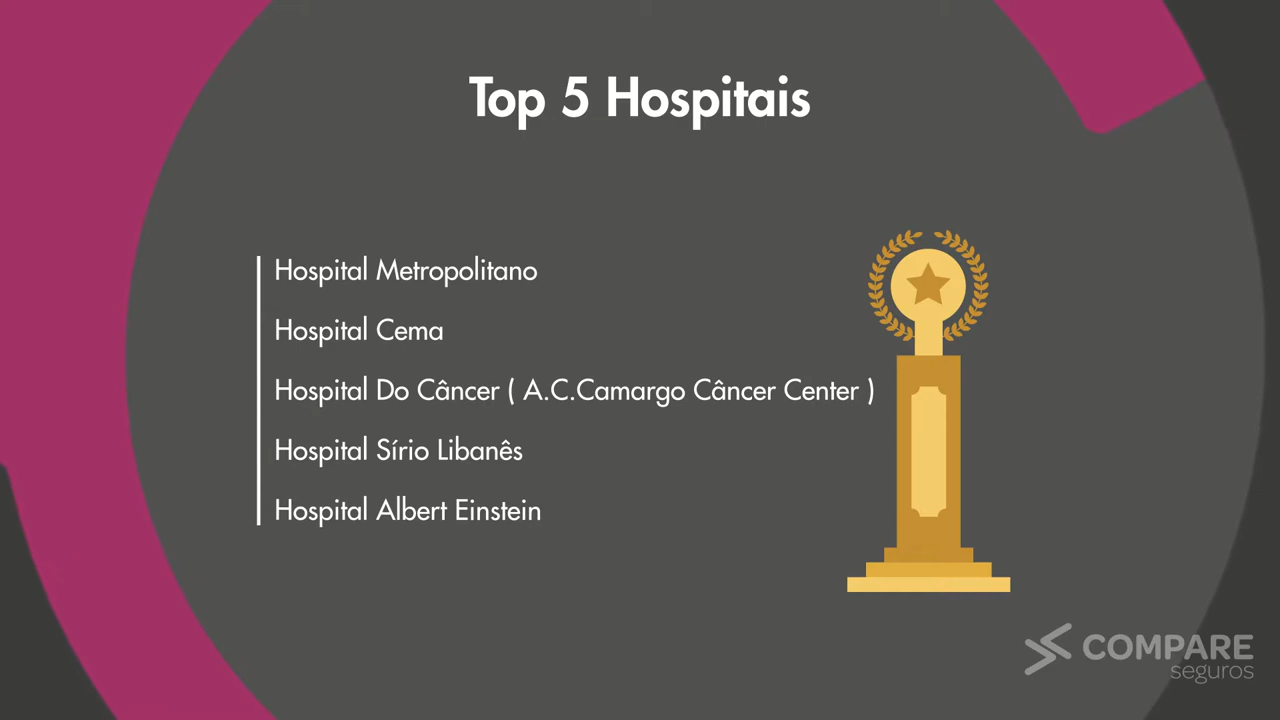 Top 5 Hospitais
Hospital Metropolitano
Hospital Cema
Hospital Do Câncer ( A.C.Camargo Câncer Center )
Hospital Sírio Libanês
Hospital Albert Einstein
COMPARE
seguros